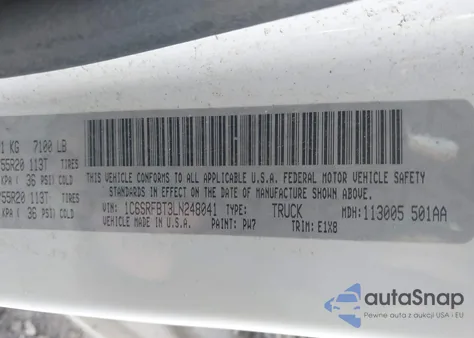 1 KG 7100 LB
55R20 113T TIRES
KPA ( 36 PSI) COLD
55R20 113T TIRES
KPA ( 36 PSI) COLD
THIS VEHICLE CONFORMS TO ALL APPLICABLE U.S.A. FEDERAL MOTOR VEHICLE SAFETY
STANDARDS IN EFFECT ON THE DATE OF MANUFACTURE SHOWN ABOVE.
VIN: 1C6SRFBT3LN248041 TYPE: TRUCK MDH: 113005 501AA
VEHICLE MADE IN U.S.A. PAINT: PW7 TRIM: E1X8
autoSnap
Pewne auta z aukcji USA i EU